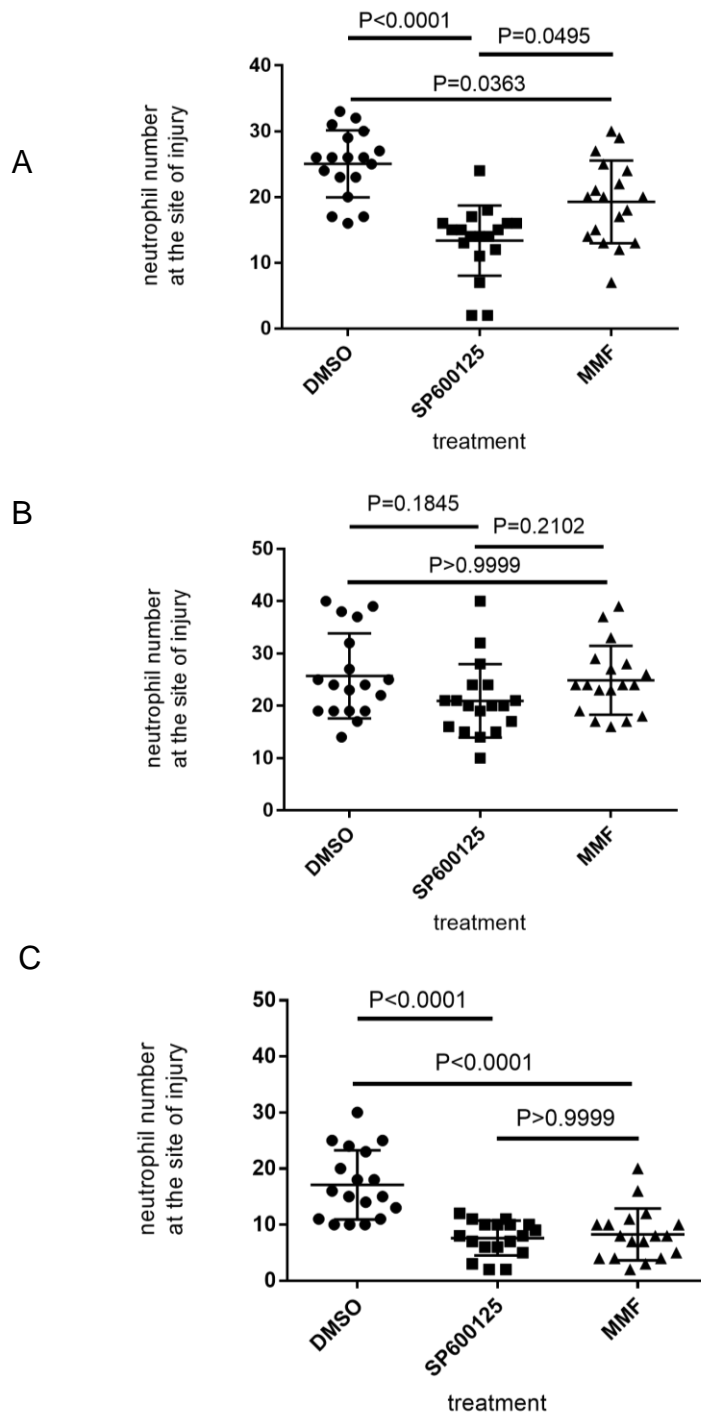 A
P<0.0001
P=0.0495
P=0.0363
neutrophil number
at the site of injury
40
30
20
10
0
DMSO
SP600125
MMF
treatment
B
P=0.1845
P=0.2102
P>0.9999
neutrophil number
at the site of injury
50
40
30
20
10
0
DMSO
SP600125
MMF
treatment
C
P<0.0001
P<0.0001
P>0.9999
neutrophil number
at the site of injury
50
40
30
20
10
0
DMSO
SP600125
MMF
treatment